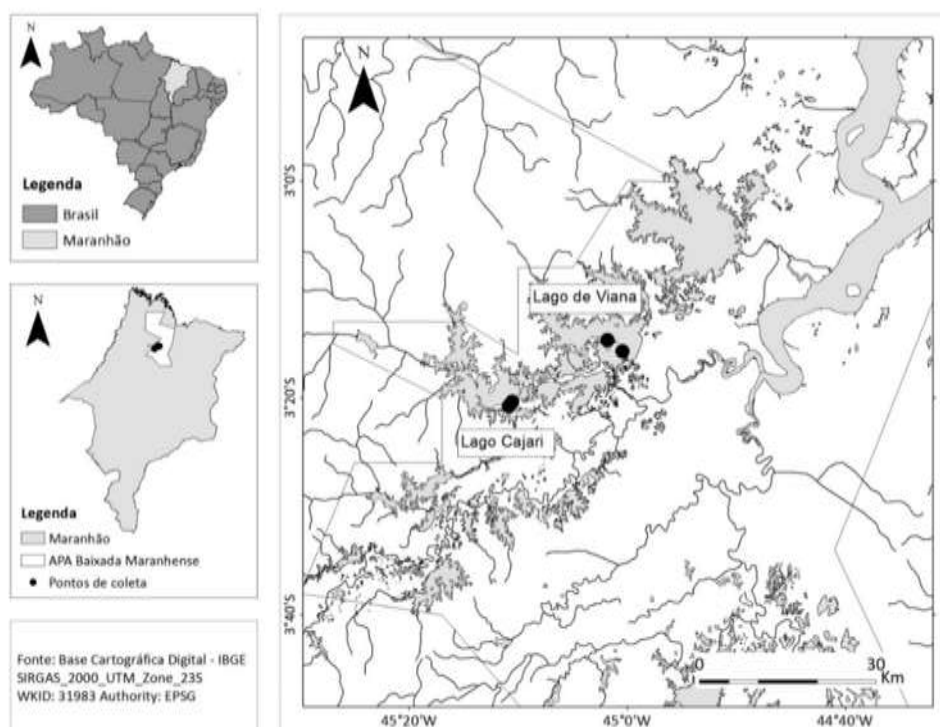 N
Legenda
Brasil
Maranhão
N
Legenda
Maranhão
APA Baixada Maranhense
Pontos de coleta
Fonte: Base Cartográfica Digital - IBGE
SIRGAS_2000_UTM_Zone_23S
WKID: 31983 Authority: EPSG
N
3°0'S
Lago de Viana
3°20'S
Lago Cajari
3°40'S
0 30
Km
45°20'W 45°0'W 44°40'W